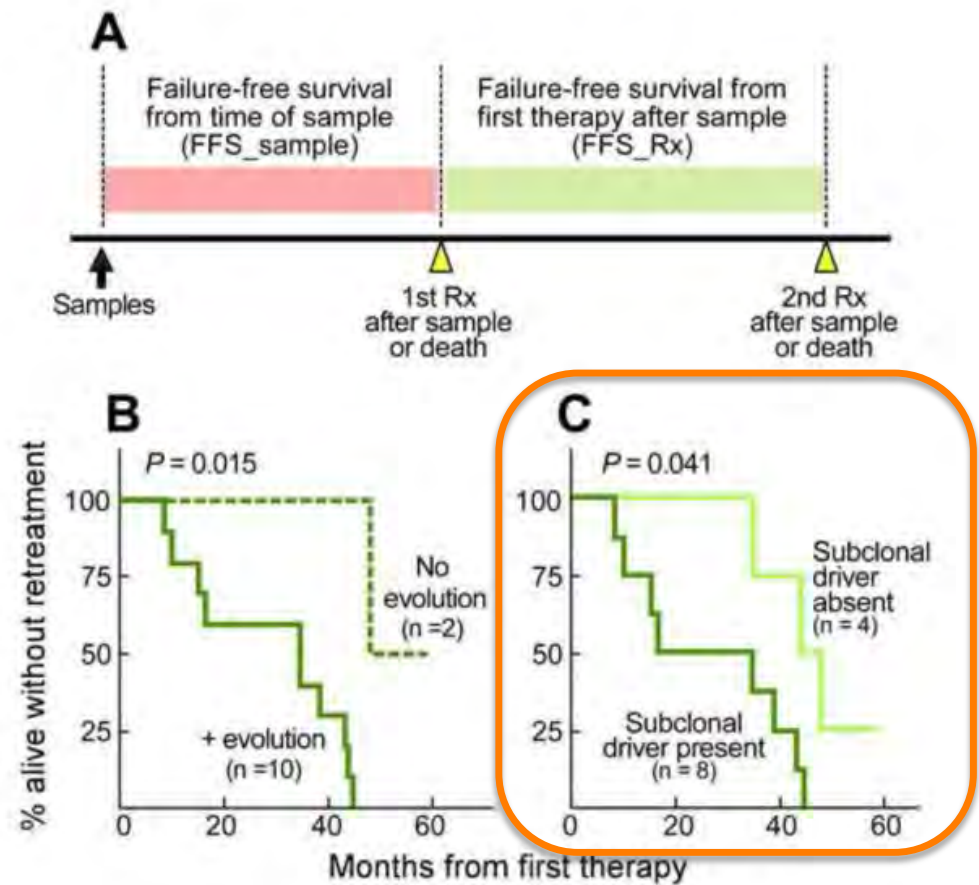 A
Failure-free survival
from time of sample
(FFS_sample)
Failure-free survival from
first therapy after sample
(FFS_Rx)
Samples
1st Rx
after sample
or death
2nd Rx
after sample
or death
B
P = 0.015
% alive without retreatment
100
75
50
25
No
evolution
(n =2)
+ evolution
(n =10)
0 20 40 60
C
P = 0.041
100
75
50
25
Subclonal
driver
absent
(n = 4)
Subclonal
driver present
(n = 8)
0 20 40 60
Months from first therapy